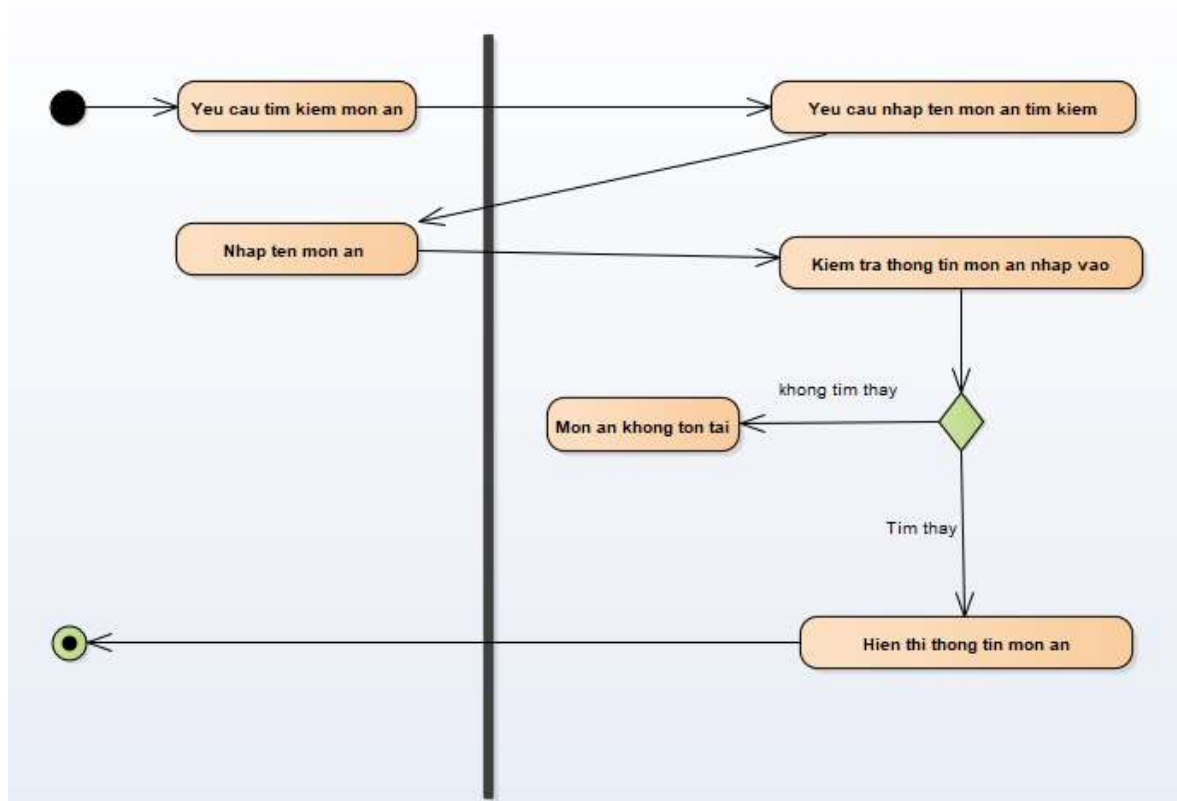 Yeu cau tim kiem mon an
Yeu cau nhap ten mon an tim kiem
Nhap ten mon an
Kiem tra thong tin mon an nhap vao
khong tim thay
Mon an khong ton tai
Tim thay
Hien thi thong tin mon an